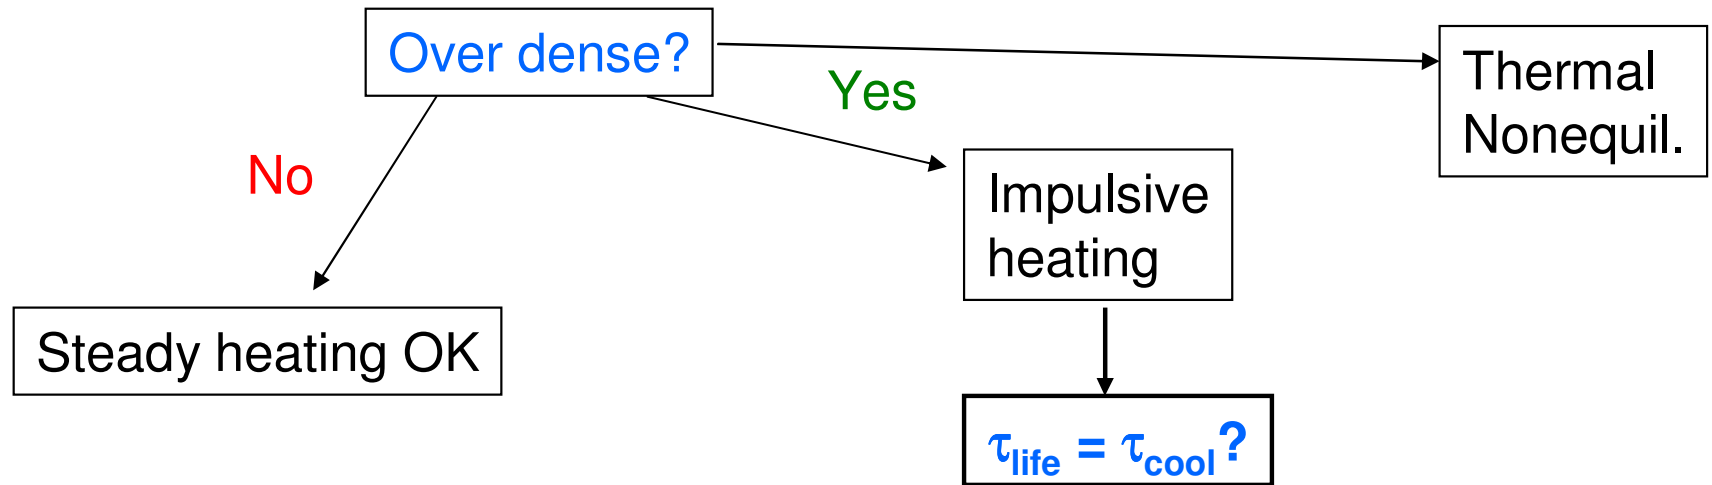 Over dense?
Thermal
Nonequil.
Yes
No
Impulsive
heating
Steady heating OK
τlife = τcool?